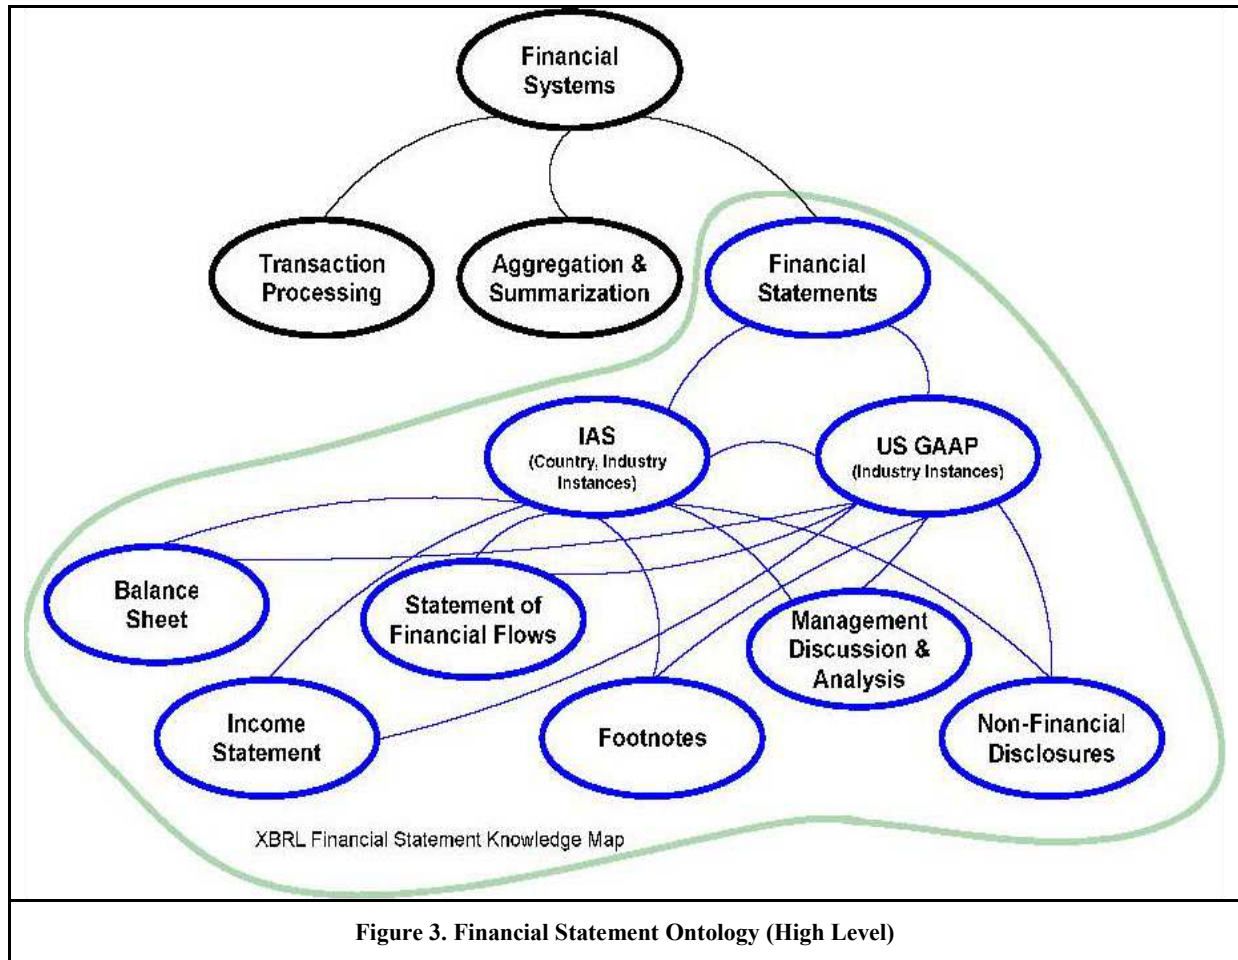 Financial
Systems
Transaction
Processing
Aggregation &
Summarization
Financial
Statements
IAS
(Country, Industry
Instances)
US GAAP
(Industry Instances)
Balance
Sheet
Statement of
Financial Flows
Management
Discussion &
Analysis
Income
Statement
Footnotes
Non-Financial
Disclosures
XBRL Financial Statement Knowledge Map
Figure 3. Financial Statement Ontology (High Level)